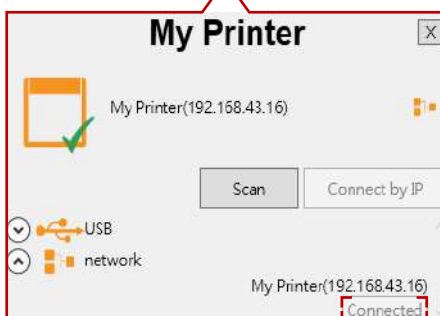 My Printer
X
My Printer(192.168.43.16)
Scan
Connect by IP
USB
network
My Printer(192.168.43.16)
Connected